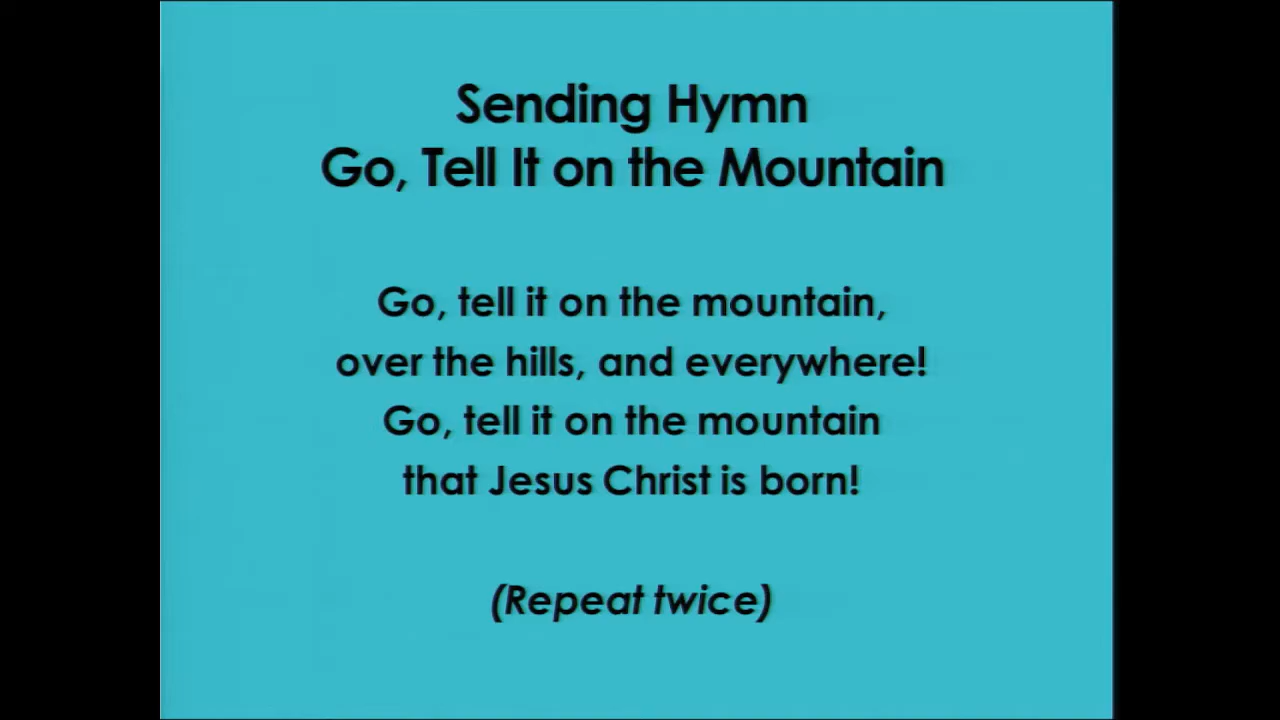 Sending Hymn
Go, Tell It on the Mountain
Go, tell it on the mountain,
over the hills, and everywhere!
Go, tell it on the mountain
that Jesus Christ is born!
(Repeat twice)